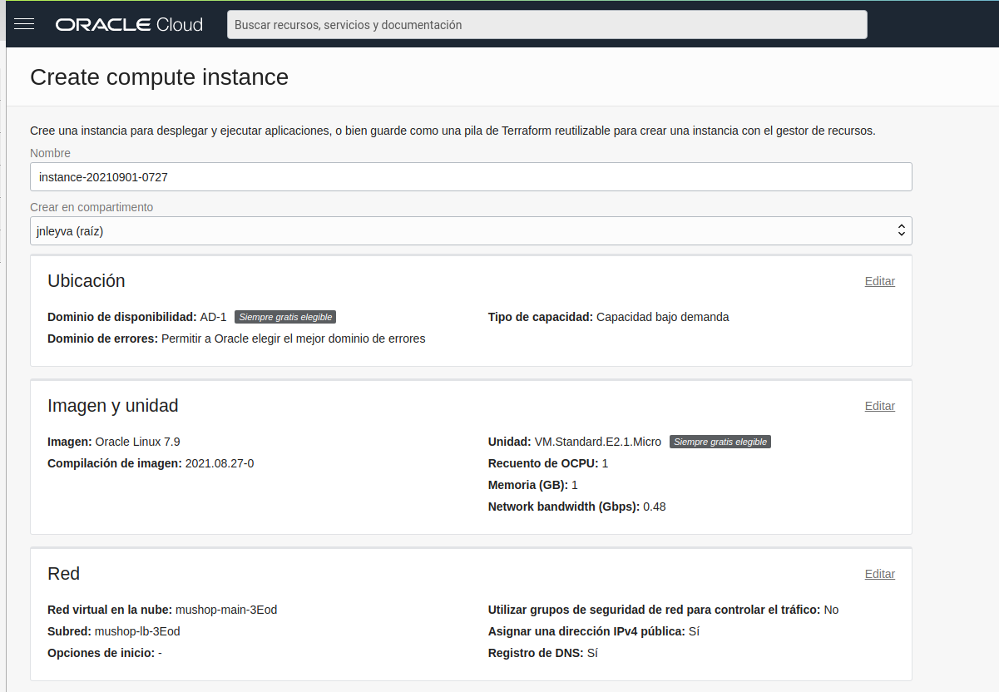 ORACLE Cloud
Buscar recursos, servicios y documentación
Create compute instance
Cree una instancia para desplegar y ejecutar aplicaciones, o bien guarde como una pila de Terraform reutilizable para crear una instancia con el gestor de recursos.
Nombre
instance-20210901-0727
Crear en compartimento
jnleyva (raíz)
Ubicación
Editar
Dominio de disponibilidad: AD-1 Siempre gratis elegible
Tipo de capacidad: Capacidad bajo demanda
Dominio de errores: Permitir a Oracle elegir el mejor dominio de errores
Imagen y unidad
Editar
Imagen: Oracle Linux 7.9
Compilación de imagen: 2021.08.27-0
Unidad: VM.Standard.E2.1.Micro Siempre gratis elegible
Recuento de OCPU: 1
Memoria (GB): 1
Network bandwidth (Gbps): 0.48
Red
Editar
Red virtual en la nube: mushop-main-3Eod
Subred: mushop-lb-3Eod
Opciones de inicio: -
Utilizar grupos de seguridad de red para controlar el tráfico: No
Asignar una dirección IPv4 pública: Sí
Registro de DNS: Sí